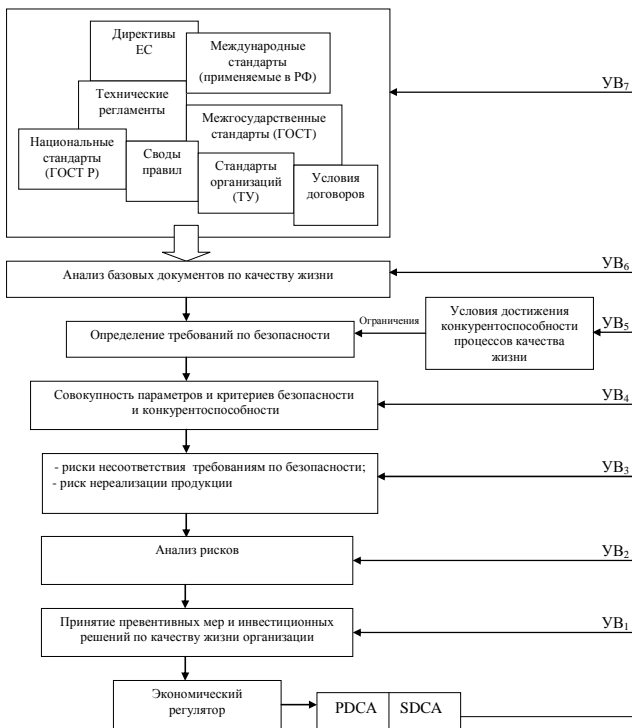 Директивы
ЕС
Международные
стандарты
(применяемые в РФ)
Технические
регламенты
Межгосударственные
стандарты (ГОСТ)
Национальные
стандарты
(ГОСТ Р)
Своды
правил
Стандарты
организаций
(ТУ)
Условия
договоров
УВ7
Анализ базовых документов по качеству жизни
УВ6
Определение требований по безопасности
Ограничения
Условия достижения
конкурентоспособности
процессов качества
жизни
УВ5
Совокупность параметров и критериев безопасности
и конкурентоспособности
УВ4
- риски несоответствия требованиям по безопасности;
- риск нереализации продукции
УВ3
Анализ рисков
УВ2
Принятие превентивных мер и инвестиционных
решений по качеству жизни организации
УВ1
Экономический
регулятор
PDCA SDCA